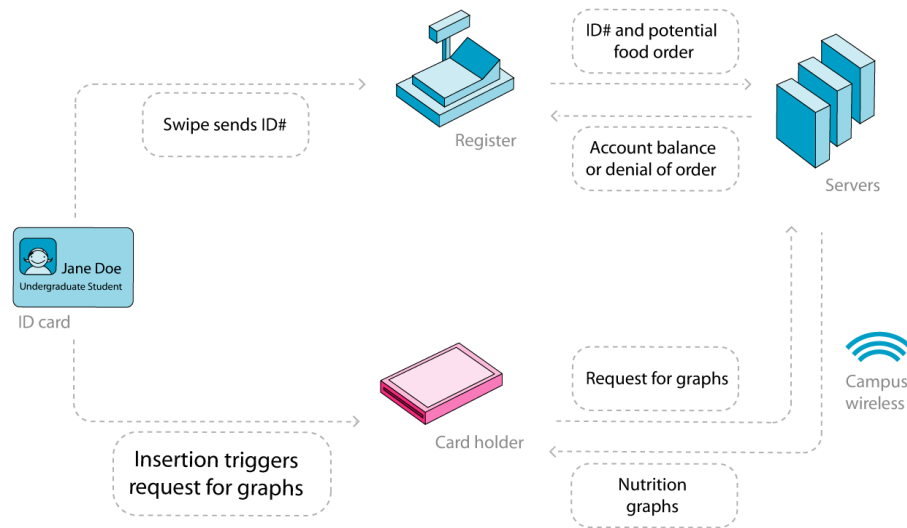 ID# and potential
food order
Swipe sends ID#
Register
Account balance
or denial of order
Servers
Jane Doe
Undergraduate Student
ID card
Request for graphs
Campus
wireless
Card holder
Insertion triggers
request for graphs
Nutrition
graphs